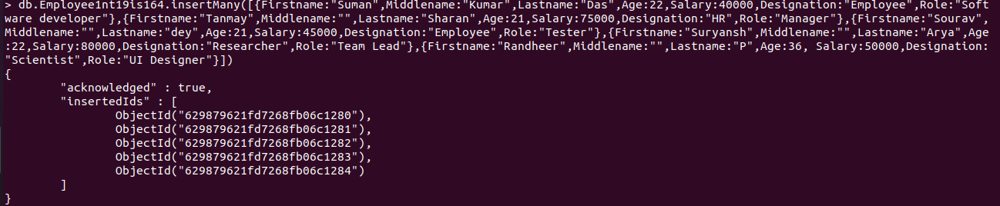 > db.Employee1nt19is164.insertMany([{Firstname:"Suman",Middlename:"Kumar",Lastname:"Das",Age:22,Salary:40000,Designation:"Employee",Role:"Soft
ware developer"},{Firstname:"Tanmay",Middlename:"",Lastname:"Sharan",Age:21,Salary:75000,Designation:"HR",Role:"Manager"},{Firstname:"Sourav",
Middlename:"",Lastname:"dey",Age:21,Salary:45000,Designation:"Employee",Role:"Tester"},{Firstname:"Suryansh",Middlename:"",Lastname:"Arya",Age
:22,Salary:80000,Designation:"Researcher",Role:"Team Lead"},{Firstname:"Randheer",Middlename:"",Lastname:"P",Age:36, Salary:50000,Designation:
"Scientist",Role:"UI Designer"}])
{
        "acknowledged" : true,
        "insertedIds" : [
                ObjectId("629879621fd7268fb06c1280"),
                ObjectId("629879621fd7268fb06c1281"),
                ObjectId("629879621fd7268fb06c1282"),
                ObjectId("629879621fd7268fb06c1283"),
                ObjectId("629879621fd7268fb06c1284")
        ]
}